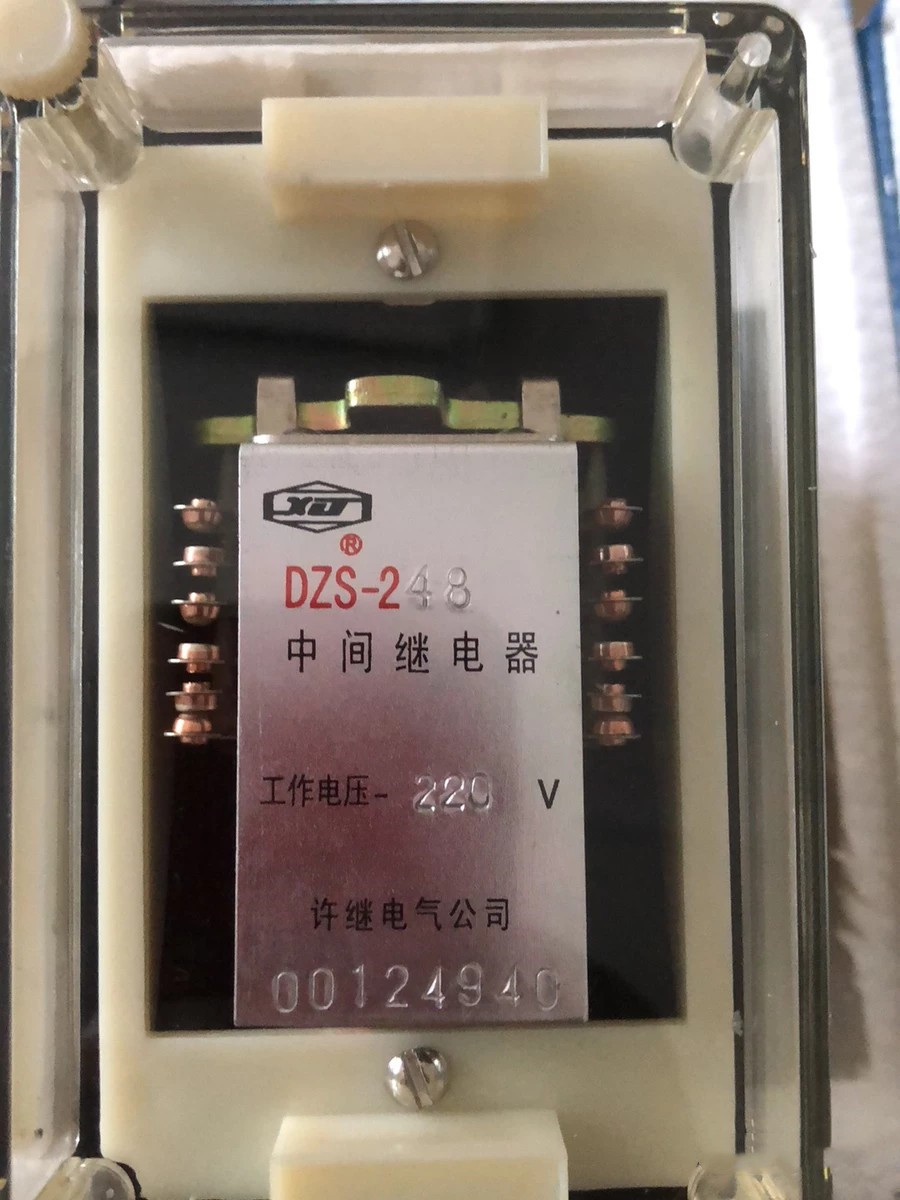 XJ
®
DZS-248
中间继电器
工作电压- 220 V
许继电气公司
00124940